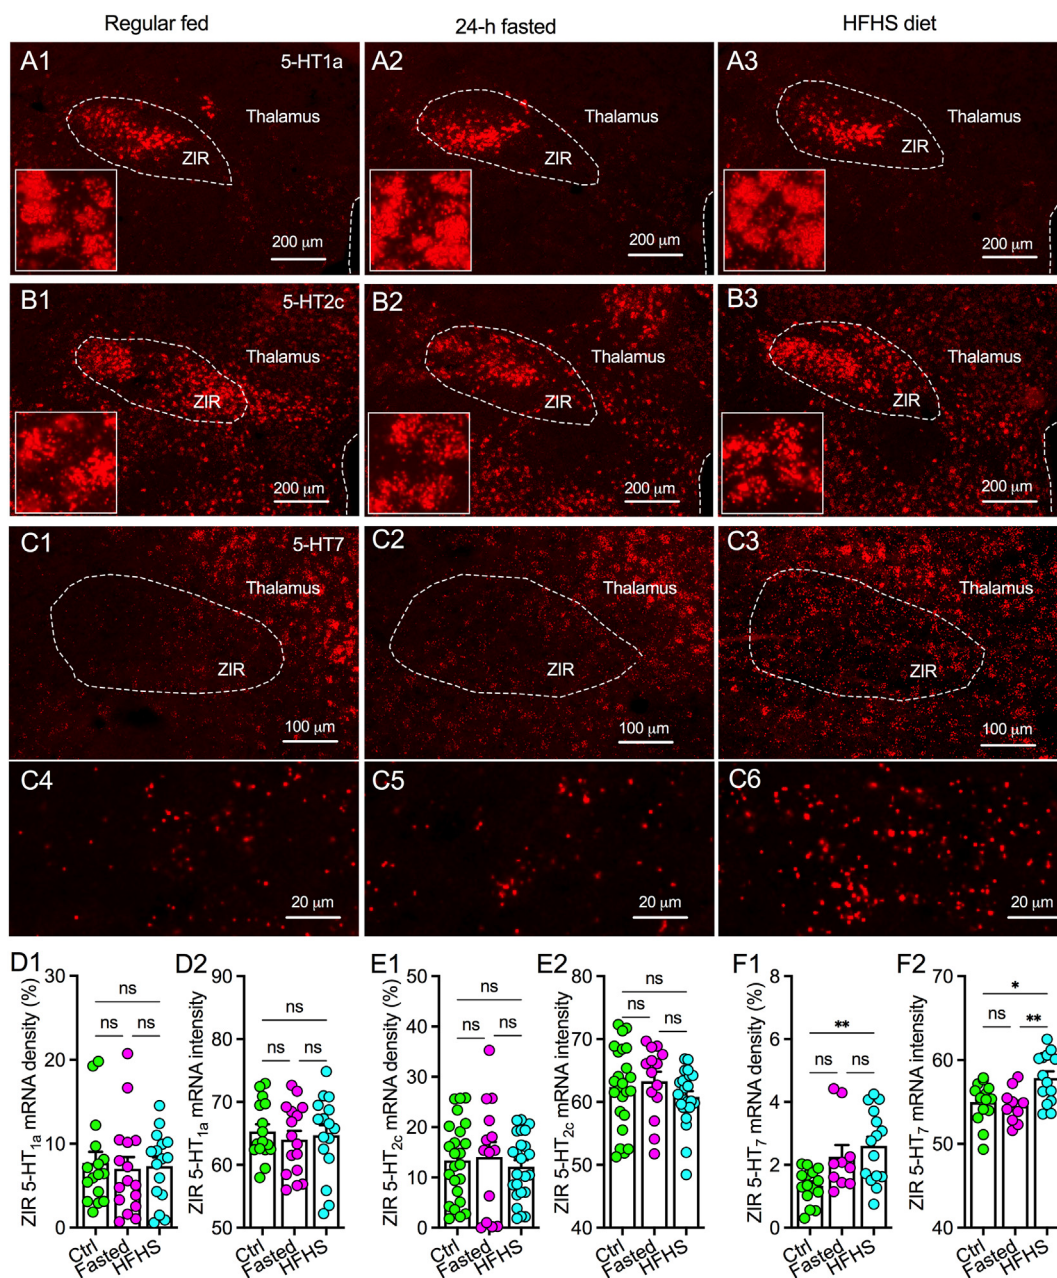 Regular fed
24-h fasted
HFHS diet
A1
5-HT1a
Thalamus
ZIR
200 µm
A2
Thalamus
ZIR
200 µm
A3
Thalamus
ZIR
200 µm
B1
5-HT2c
Thalamus
ZIR
200 µm
B2
Thalamus
ZIR
200 µm
B3
Thalamus
ZIR
200 µm
C1
5-HT7
Thalamus
ZIR
100 µm
C2
Thalamus
ZIR
100 µm
C3
Thalamus
ZIR
100 µm
C4
20 µm
C5
20 µm
C6
20 µm
D1
ZIR 5-HT1a mRNA density (%)
30
20
10
0
ns
ns
ns
Ctrl
Fasted
HFHS
D2
ZIR 5-HT1a mRNA intensity
90
80
70
60
50
ns
ns
ns
Ctrl
Fasted
HFHS
E1
ZIR 5-HT2c mRNA density (%)
50
40
30
20
10
0
ns
ns
ns
Ctrl
Fasted
HFHS
E2
ZIR 5-HT2c mRNA intensity
80
70
60
50
40
ns
ns
ns
Ctrl
Fasted
HFHS
F1
ZIR 5-HT7 mRNA density (%)
8
6
4
2
0
**
ns
ns
Ctrl
Fasted
HFHS
F2
ZIR 5-HT7 mRNA intensity
70
60
50
40
*
ns
**
Ctrl
Fasted
HFHS